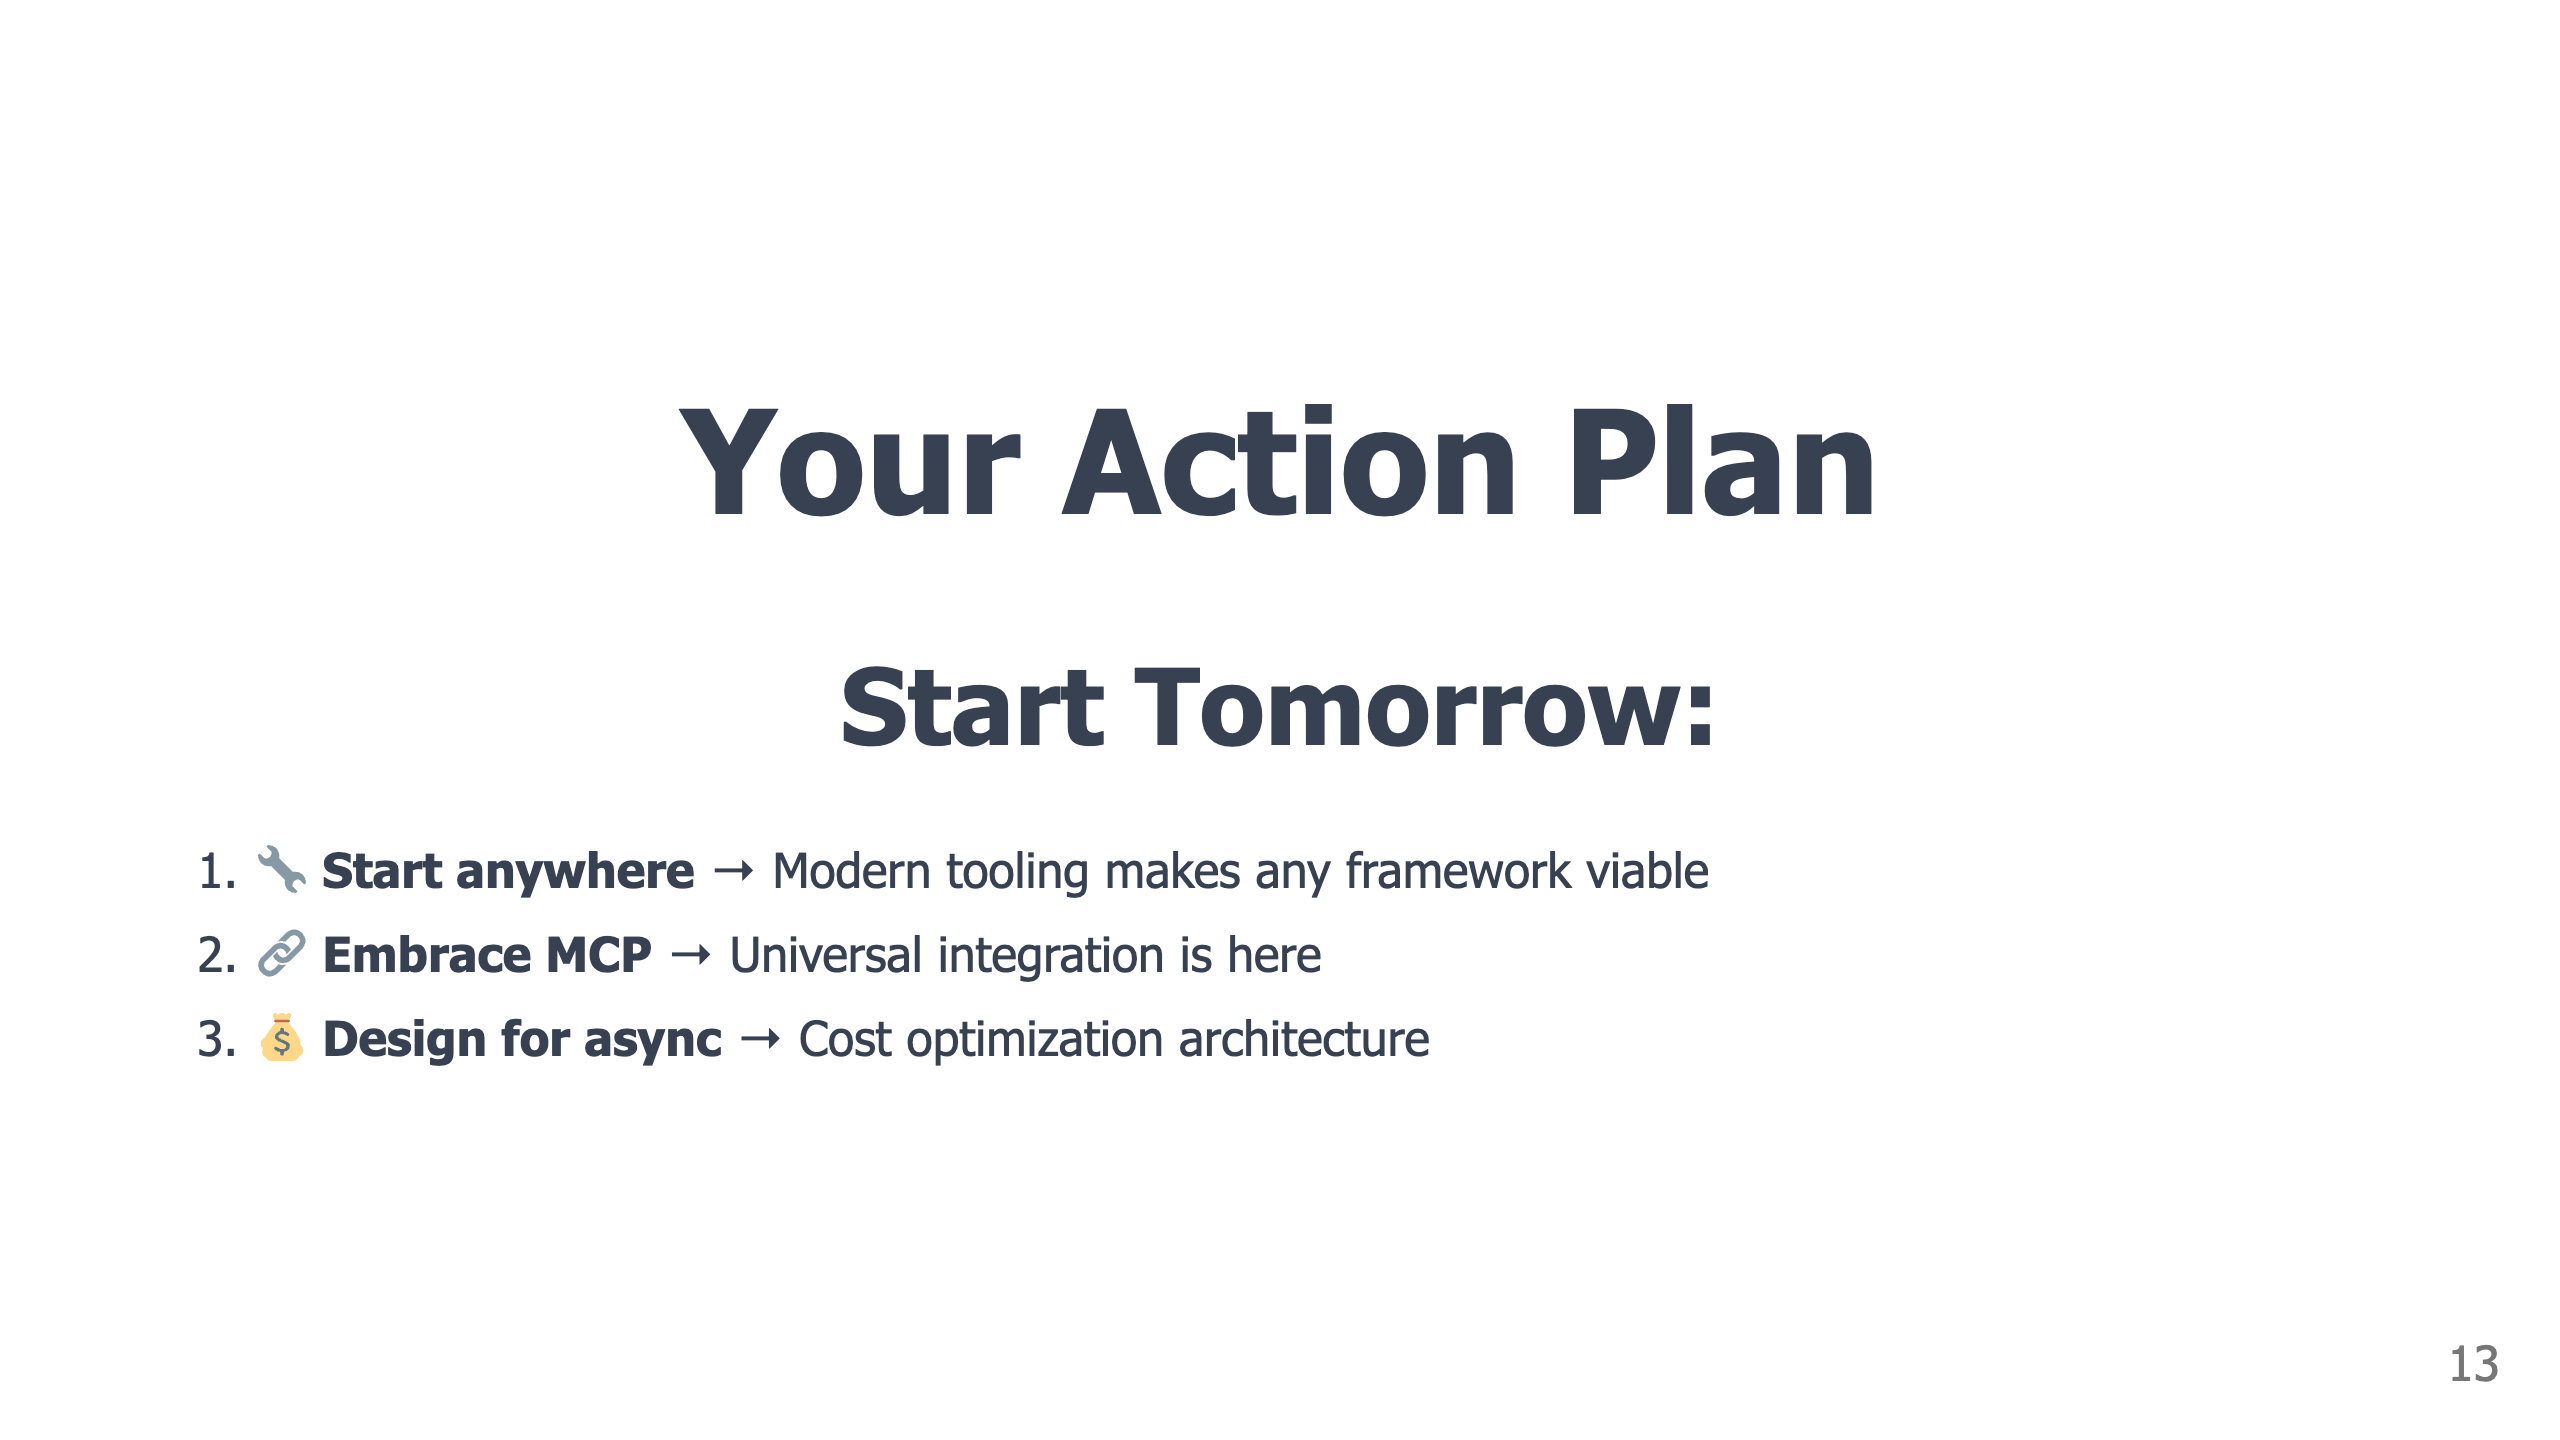 Your Action Plan
Start Tomorrow:
1. 🔧 Start anywhere → Modern tooling makes any framework viable
2. 🔗 Embrace MCP → Universal integration is here
3. 💰 Design for async → Cost optimization architecture
13